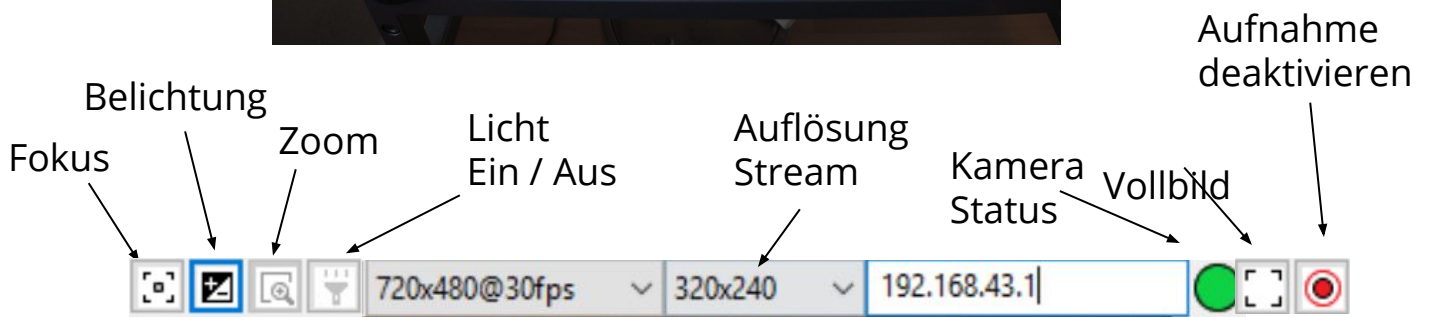 Aufnahme
deaktivieren
Belichtung
Fokus
Zoom
Licht
Ein / Aus
Auflösung
Stream
Kamera
Status
Vollbild
720x480@30fps
320x240
192.168.43.1